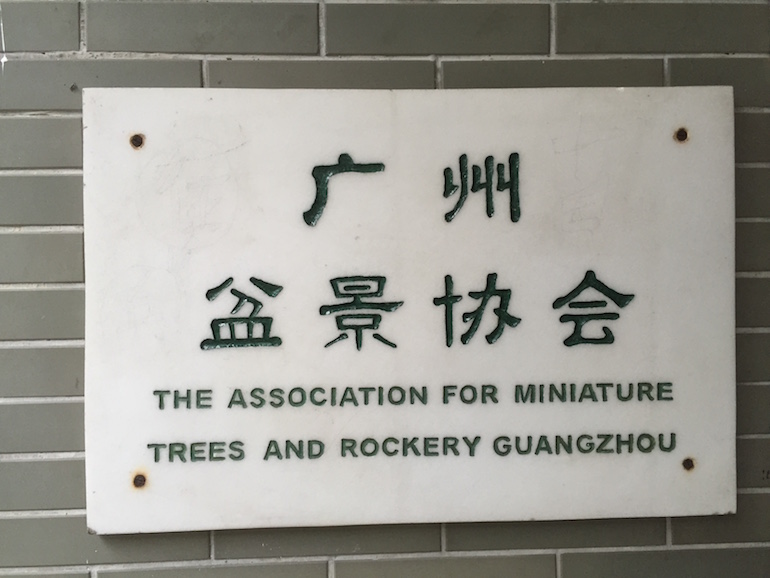 广州
盆景协会
THE ASSOCIATION FOR MINIATURE
TREES AND ROCKERY GUANGZHOU